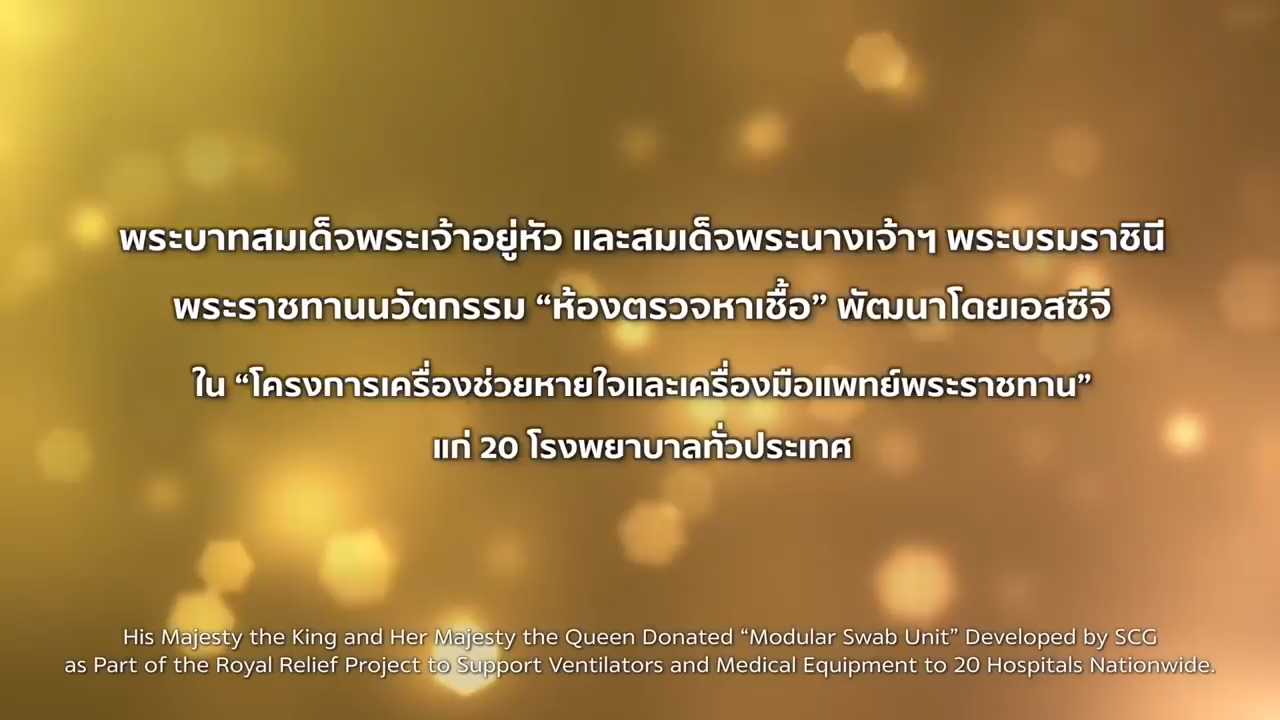 พระบาทสมเด็จพระเจ้าอยู่หัว และสมเด็จพระนางเจ้าฯ พระบรมราชินี
พระราชทานนวัตกรรม “ห้องตรวจหาเชื้อ” พัฒนาโดยเอสซีจี
ใน “โครงการเครื่องช่วยหายใจและเครื่องมือแพทย์พระราชทาน”
แก่ 20 โรงพยาบาลทั่วประเทศ
His Majesty the King and Her Majesty the Queen Donated “Modular Swab Unit” Developed by SCG
as Part of the Royal Relief Project to Support Ventilators and Medical Equipment to 20 Hospitals Nationwide.